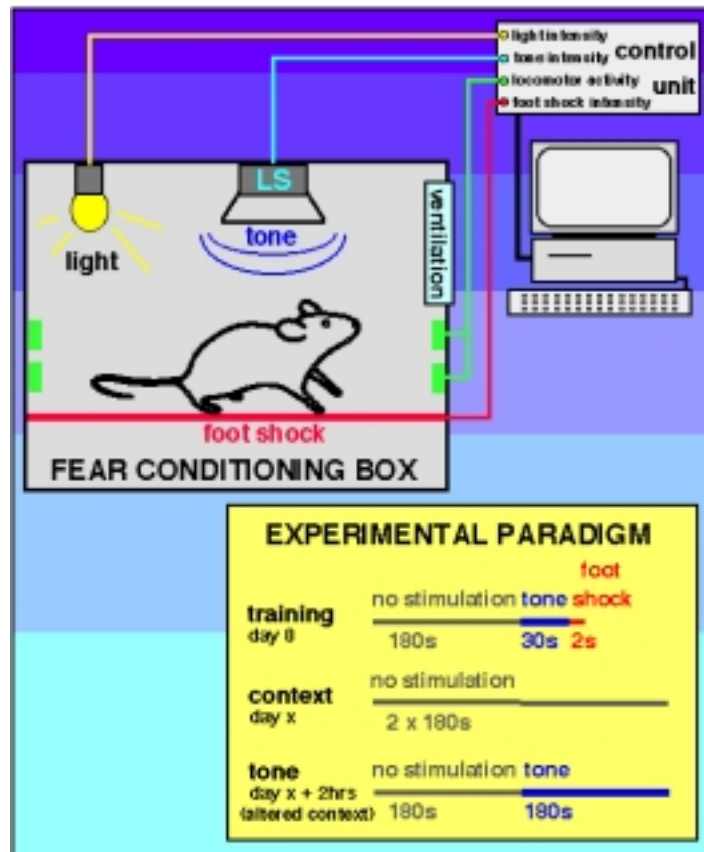 light intensity
tone intensity
control
locomotor activity
unit
foot shock intensity
LS
tone
light
ventilation
foot shock
FEAR CONDITIONING BOX
EXPERIMENTAL PARADIGM
foot
no stimulation tone shock
training
day 0
180s 30s 2s
no stimulation
context
day x
2 x 180s
no stimulation tone
tone
day x + 2hrs
(altered context) 180s 180s